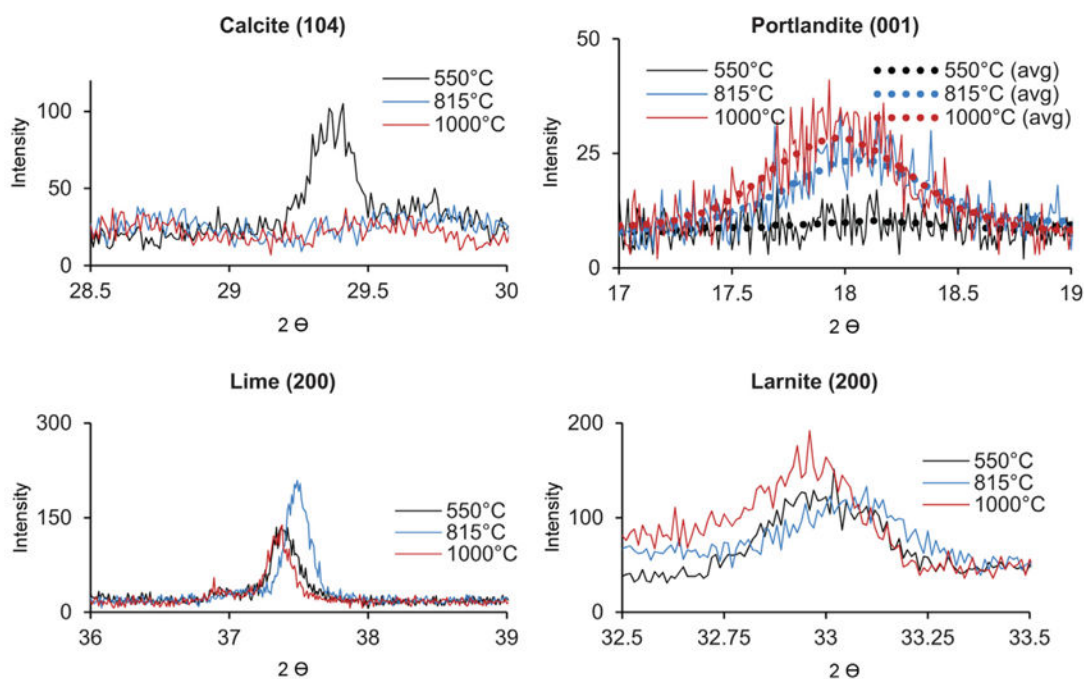 Calcite (104)
Intensity
100
50
0
550°C
815°C
1000°C
28.5
29
29.5
30
2 Θ
Portlandite (001)
Intensity
50
25
0
550°C
815°C
1000°C
550°C (avg)
815°C (avg)
1000°C (avg)
17
17.5
18
18.5
19
2 Θ
Lime (200)
Intensity
300
150
0
550°C
815°C
1000°C
36
37
38
39
2 Θ
Larnite (200)
Intensity
200
100
0
550°C
815°C
1000°C
32.5
32.75
33
33.25
33.5
2 Θ